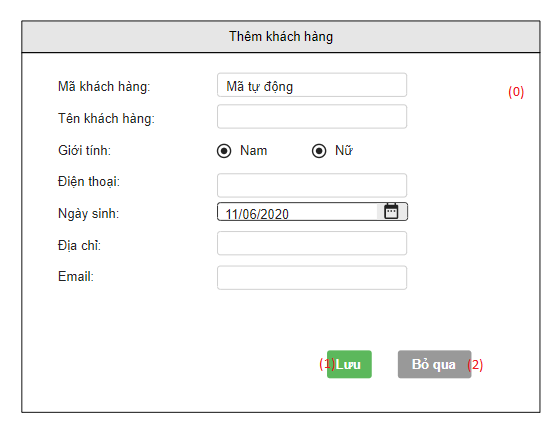 Thêm khách hàng
Mã khách hàng: Mã tự động (0)
Tên khách hàng:
Giới tính: Nam Nữ
Điện thoại:
Ngày sinh: 11/06/2020
Địa chỉ:
Email:
(1) Lưu Bỏ qua (2)